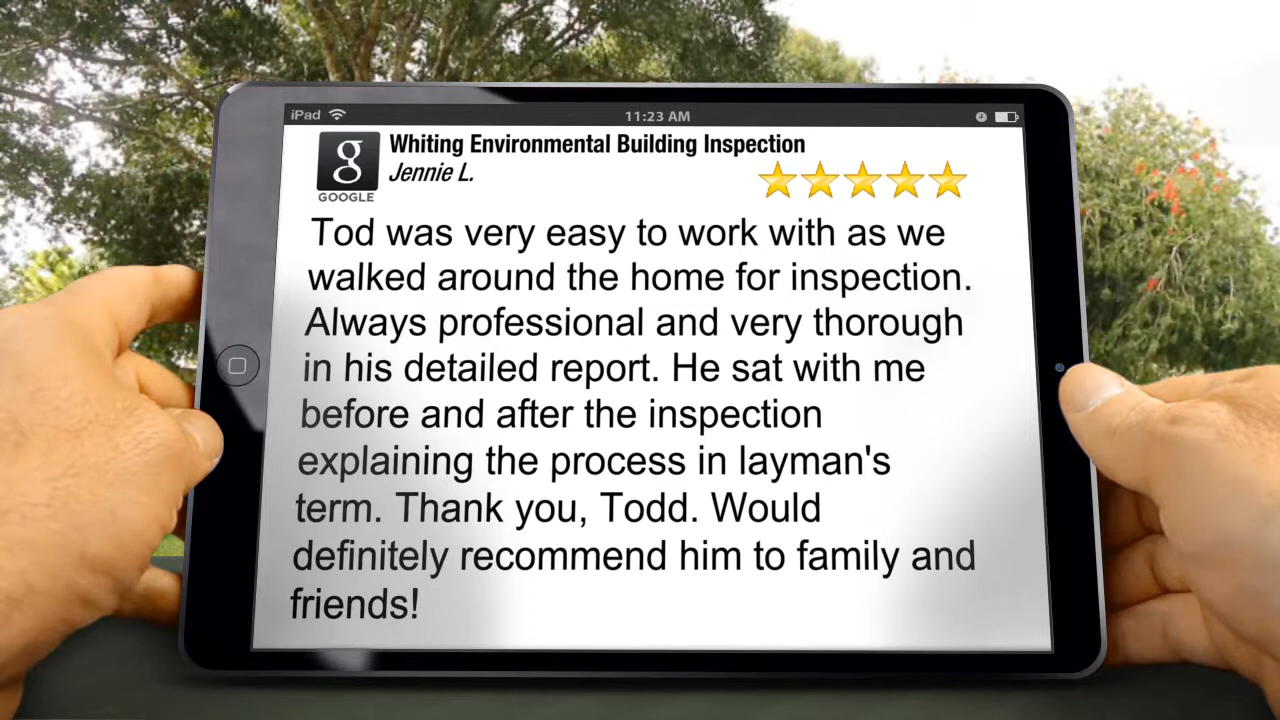 iPad
11:23 AM
g
GOOGLE
Whiting Environmental Building Inspection
Jennie L.
Tod was very easy to work with as we
walked around the home for inspection.
Always professional and very thorough
in his detailed report. He sat with me
before and after the inspection
explaining the process in layman's
term. Thank you, Todd. Would
definitely recommend him to family and
friends!